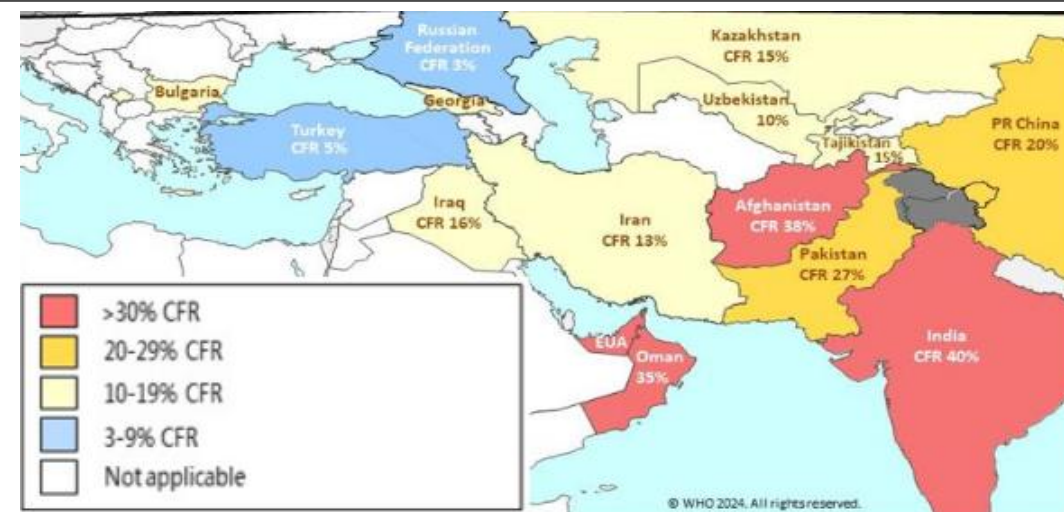 Russian
Federation
CFR 3%
Kazakhstan
CFR 15%
Bulgaria
Georgia
Uzbekistan
10%
Turkey
CFR 5%
Tajikistan
15%
PR China
CFR 20%
Iraq
CFR 16%
Iran
CFR 13%
Afghanistan
CFR 38%
Pakistan
CFR 27%
India
CFR 40%
EUA
Oman
35%
>30% CFR
20-29% CFR
10-19% CFR
3-9% CFR
Not applicable
© WHO 2024. All rights reserved.